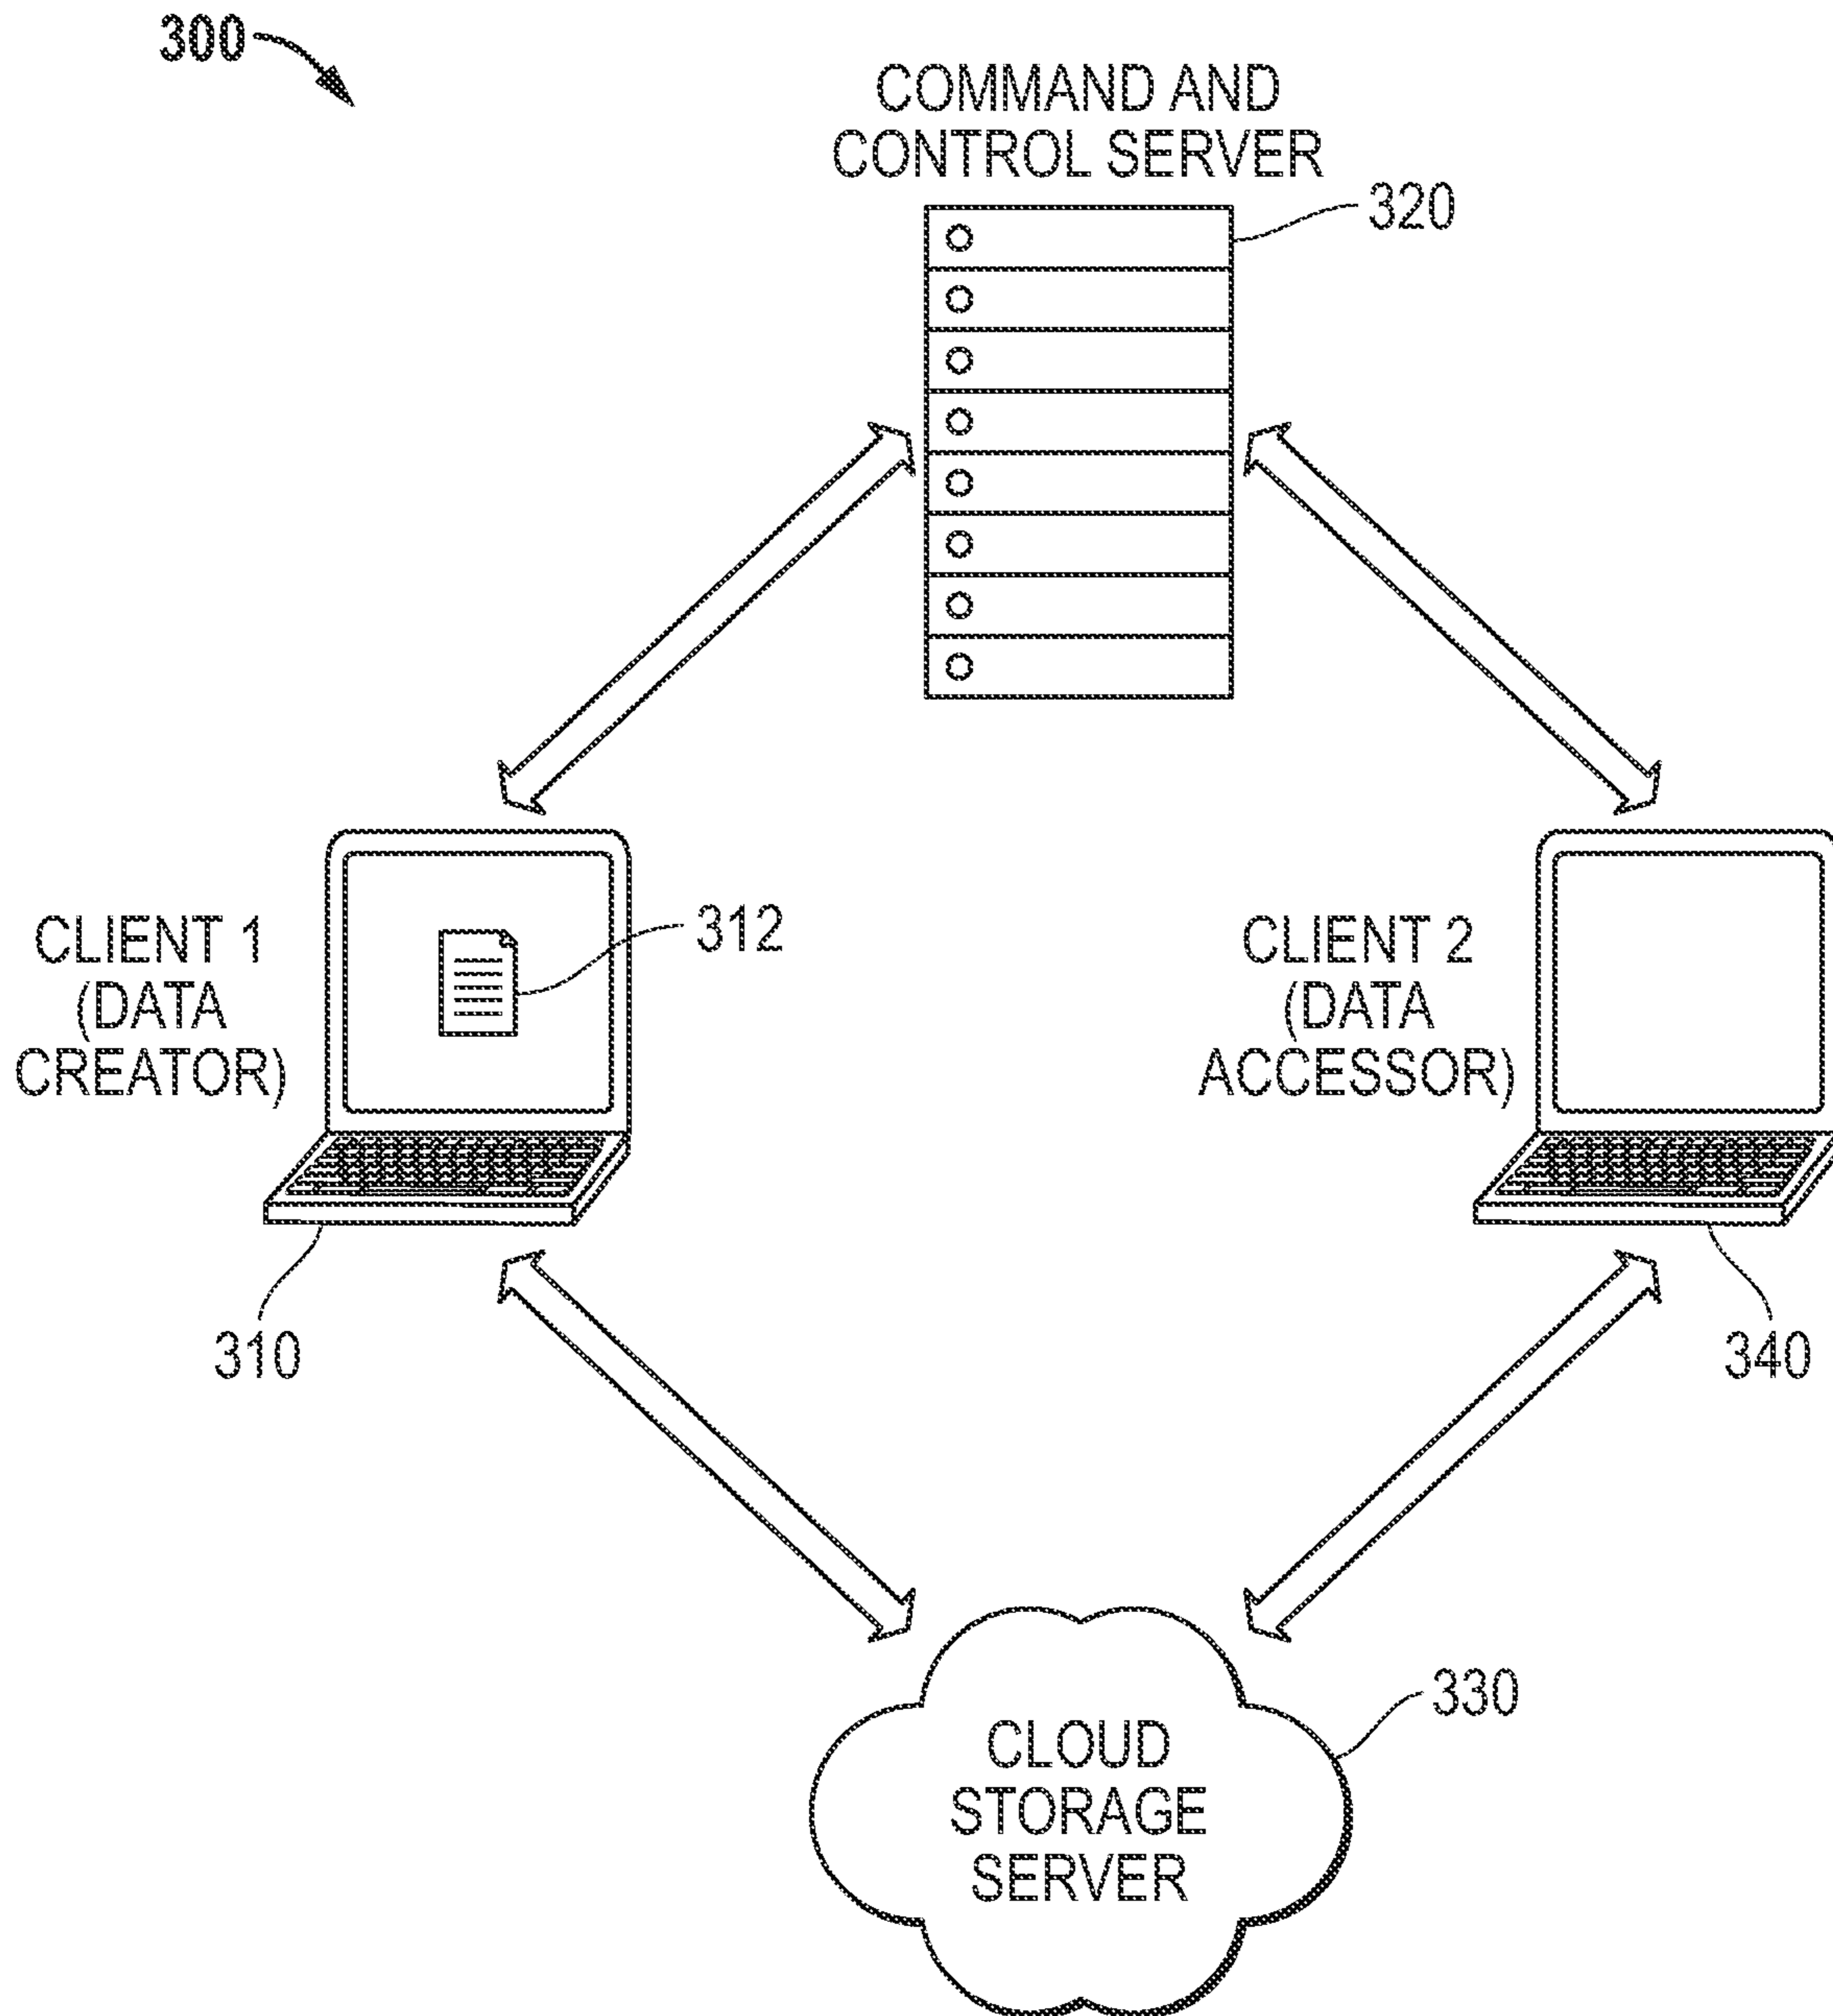 300
COMMAND AND
CONTROL SERVER
320
CLIENT 1
(DATA
CREATOR)
312
CLIENT 2
(DATA
ACCESSOR)
310
340
330
CLOUD
STORAGE
SERVER